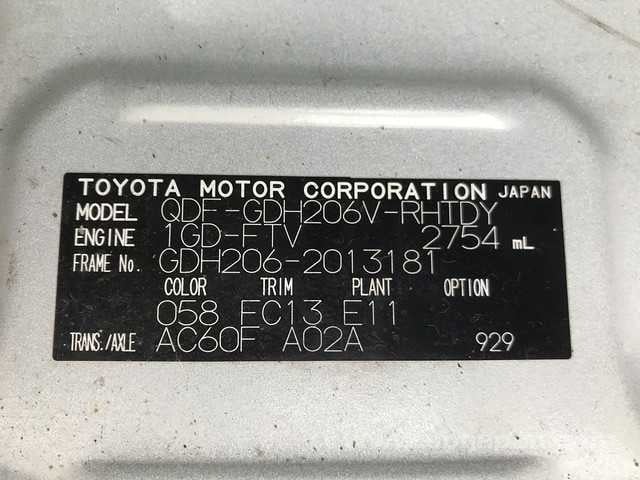 TOYOTA MOTOR CORPORATION JAPAN
MODEL QDF-GDH206V-RHTDY
ENGINE 1GD-FTV 2754 mL
FRAME No. GDH206-2013181
COLOR TRIM PLANT OPTION
058 FC13 E11
TRANS./AXLE AC60F A02A 929